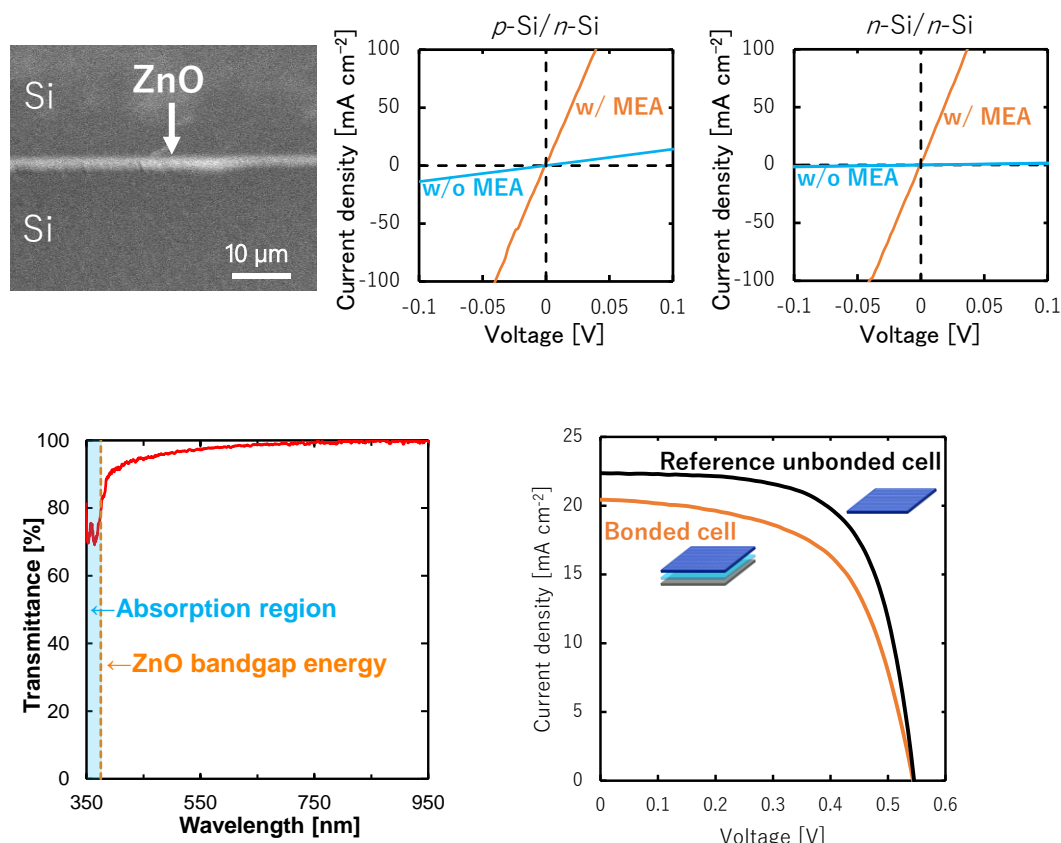 Si
ZnO
Si
10 μm
p-Si/n-Si
Current density [mA cm⁻²]
100
50
0
-50
-100
w/ MEA
w/o MEA
-0.1
-0.05
0
0.05
0.1
Voltage [V]
n-Si/n-Si
Current density [mA cm⁻²]
100
50
0
-50
-100
w/ MEA
w/o MEA
-0.1
-0.05
0
0.05
0.1
Voltage [V]
Transmittance [%]
100
80
60
40
20
0
←Absorption region
←ZnO bandgap energy
350
550
750
950
Wavelength [nm]
Current density [mA cm⁻²]
25
20
15
10
5
0
Reference unbonded cell
Bonded cell
0
0.1
0.2
0.3
0.4
0.5
0.6
Voltage [V]